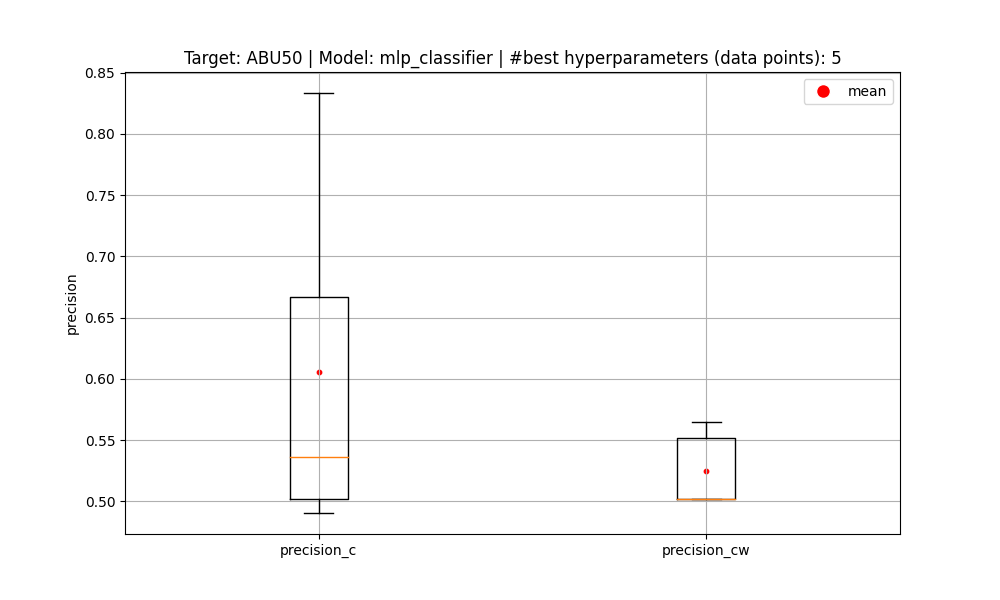 Target: ABU50 | Model: mlp_classifier | #best hyperparameters (data points): 5
mean
0.85
0.80
0.75
0.70
0.65
0.60
0.55
0.50
precision
precision_c
precision_cw